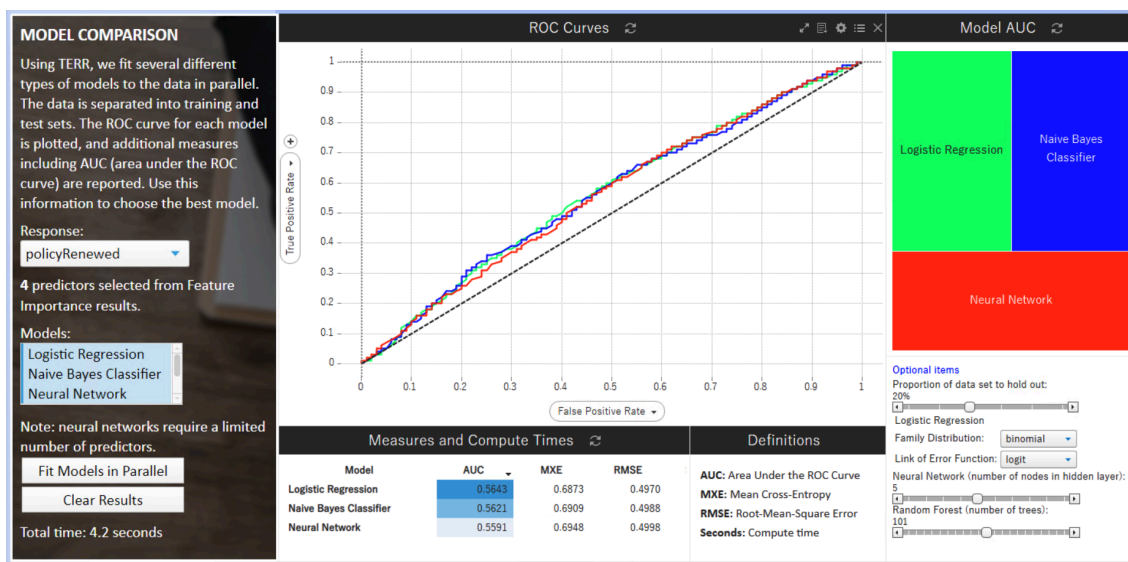 MODEL COMPARISON
Using TERR, we fit several different
types of models to the data in parallel.
The data is separated into training and
test sets. The ROC curve for each model
is plotted, and additional measures
including AUC (area under the ROC
curve) are reported. Use this
information to choose the best model.
Response:
policyRenewed
4 predictors selected from Feature
Importance results.
Models:
Logistic Regression
Naive Bayes Classifier
Neural Network
Note: neural networks require a limited
number of predictors.
Fit Models in Parallel
Clear Results
Total time: 4.2 seconds
ROC Curves
True Positive Rate
1
0.9
0.8
0.7
0.6
0.5
0.4
0.3
0.2
0.1
0
0 0.1 0.2 0.3 0.4 0.5 0.6 0.7 0.8 0.9 1
False Positive Rate
Measures and Compute Times
Model AUC MXE RMSE
Logistic Regression 0.5643 0.6873 0.4970
Naive Bayes Classifier 0.5621 0.6909 0.4988
Neural Network 0.5591 0.6948 0.4998
Definitions
AUC: Area Under the ROC Curve
MXE: Mean Cross-Entropy
RMSE: Root-Mean-Square Error
Seconds: Compute time
Model AUC
Logistic Regression
Naive Bayes
Classifier
Neural Network
Optional items
Proportion of data set to hold out:
20%
Logistic Regression
Family Distribution: binomial
Link of Error Function: logit
Neural Network (number of nodes in hidden layer):
5
Random Forest (number of trees):
101